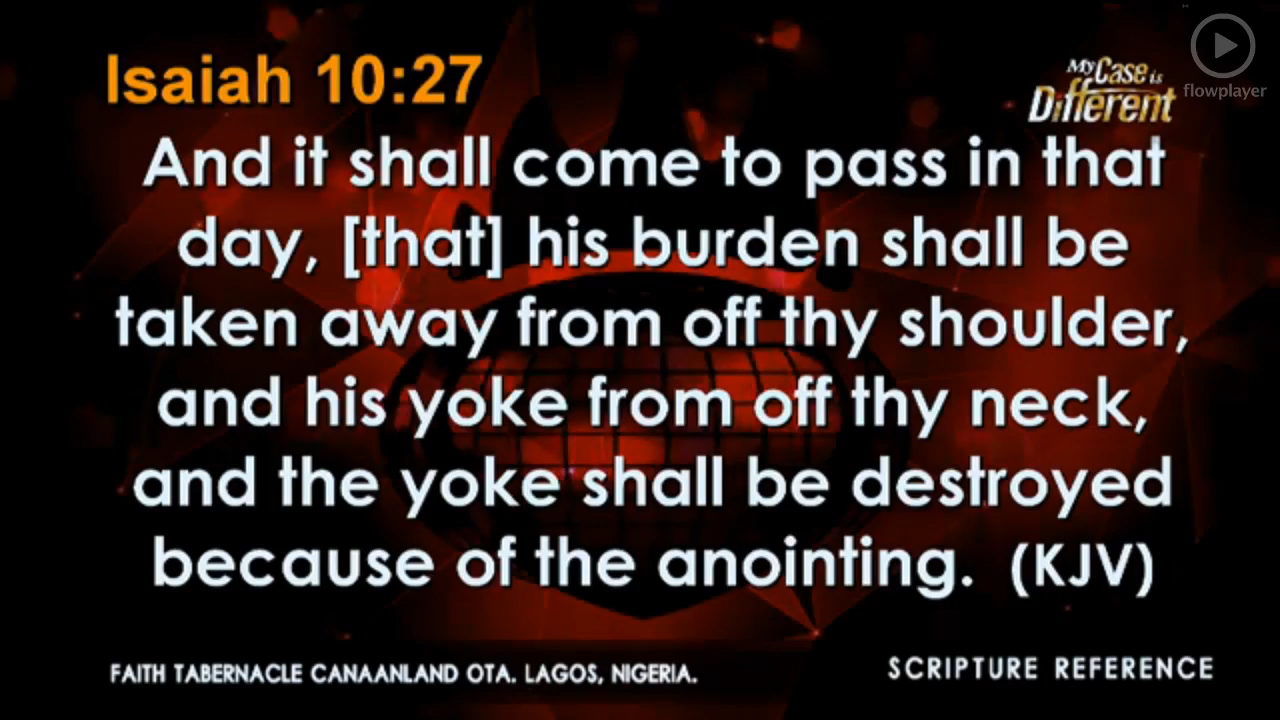 Isaiah 10:27
My Case is
Different
flowplayer
And it shall come to pass in that
day, [that] his burden shall be
taken away from off thy shoulder,
and his yoke from off thy neck,
and the yoke shall be destroyed
because of the anointing. (KJV)
FAITH TABERNACLE CANAANLAND OTA. LAGOS, NIGERIA.
SCRIPTURE REFERENCE